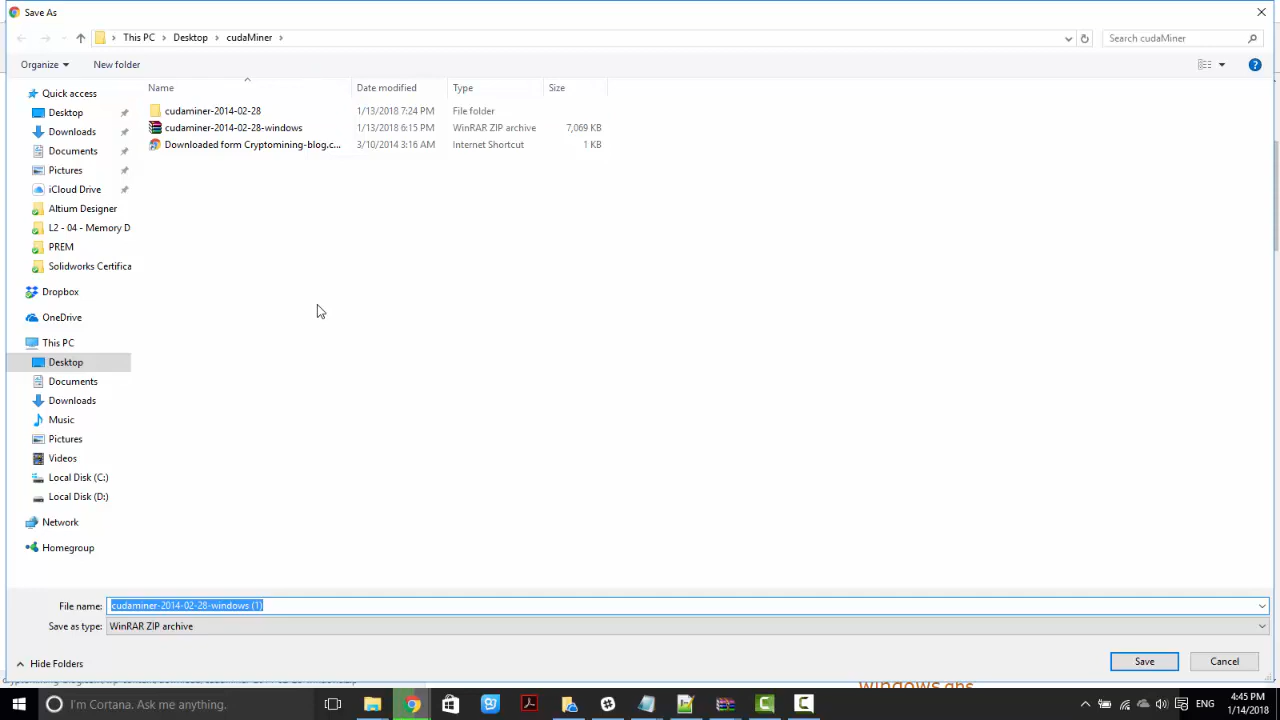 Save As
This PC > Desktop > cudaMiner >
Search cudaMiner
Organize
New folder
Name
Date modified
Type
Size
cudaminer-2014-02-28
1/13/2018 7:24 PM
File folder
cudaminer-2014-02-28-windows
1/13/2018 6:15 PM
WinRAR ZIP archive
7,069 KB
Downloaded form Cryptomining-blog.c...
3/10/2014 3:16 AM
Internet Shortcut
1 KB
Quick access
Desktop
Downloads
Documents
Pictures
iCloud Drive
Altium Designer
L2 - 04 - Memory D
PREM
Solidworks Certifica
Dropbox
OneDrive
This PC
Desktop
Documents
Downloads
Music
Pictures
Videos
Local Disk (C:)
Local Disk (D:)
Network
Homegroup
File name: cudaminer-2014-02-28-windows (1)
Save as type: WinRAR ZIP archive
Hide Folders
Save
Cancel
I'm Cortana. Ask me anything.
ENG
4:45 PM
1/14/2018